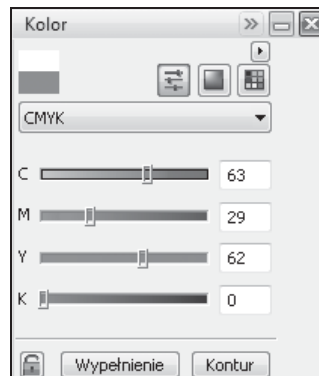 Kolor
CMYK
C 63
M 29
Y 62
K 0
Wypełnienie Kontur